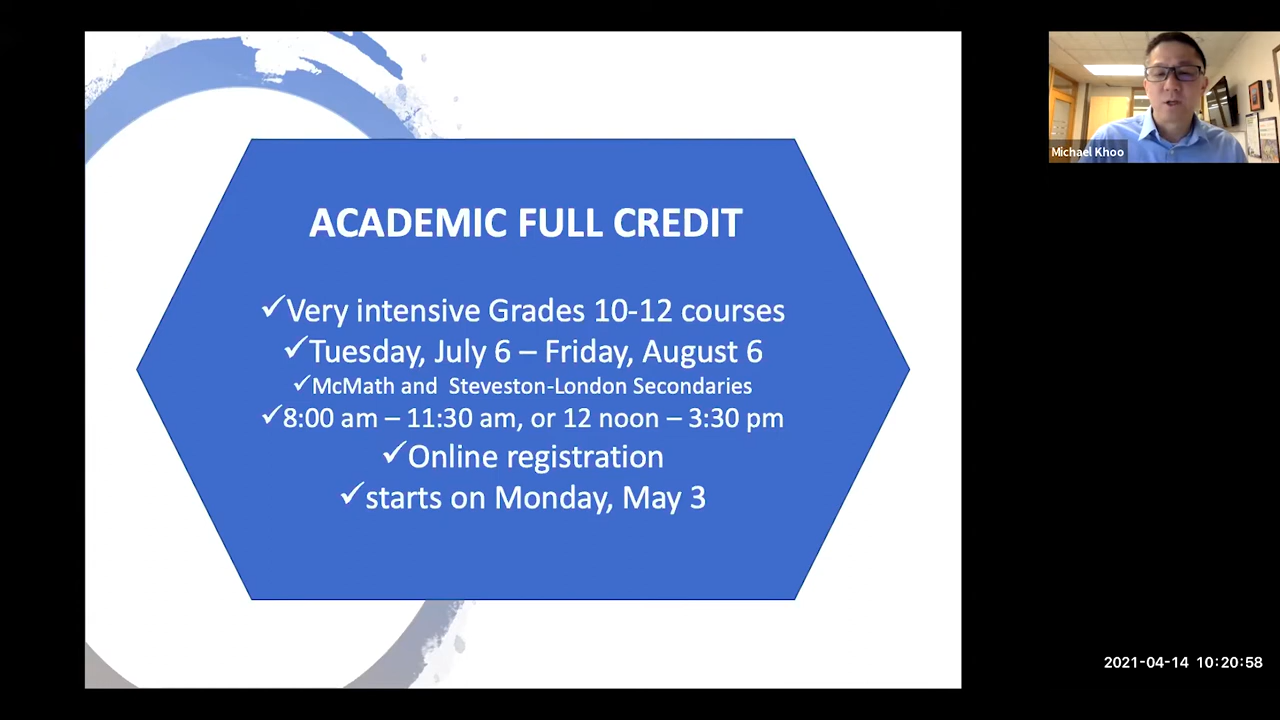 ACADEMIC FULL CREDIT
✓Very intensive Grades 10-12 courses
✓Tuesday, July 6 – Friday, August 6
✓McMath and  Steveston-London Secondaries
✓8:00 am – 11:30 am, or 12 noon – 3:30 pm
✓Online registration
✓starts on Monday, May 3
Michael Khoo
2021-04-14 10:20:58